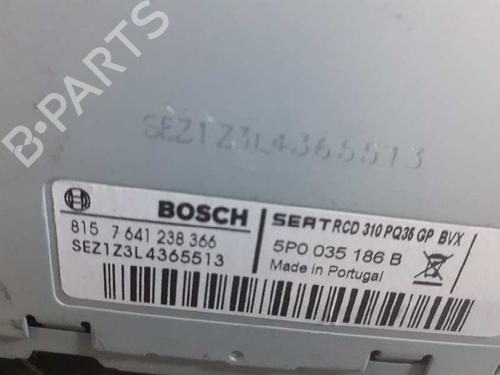 SEZ1Z3L4365513
BOSCH
815 7 641 238 366
SEZ1Z3L4365513
SEAT RCD 310 PQ35 GP BVX
5P0 035 186 B
Made in Portugal
B-PARTS